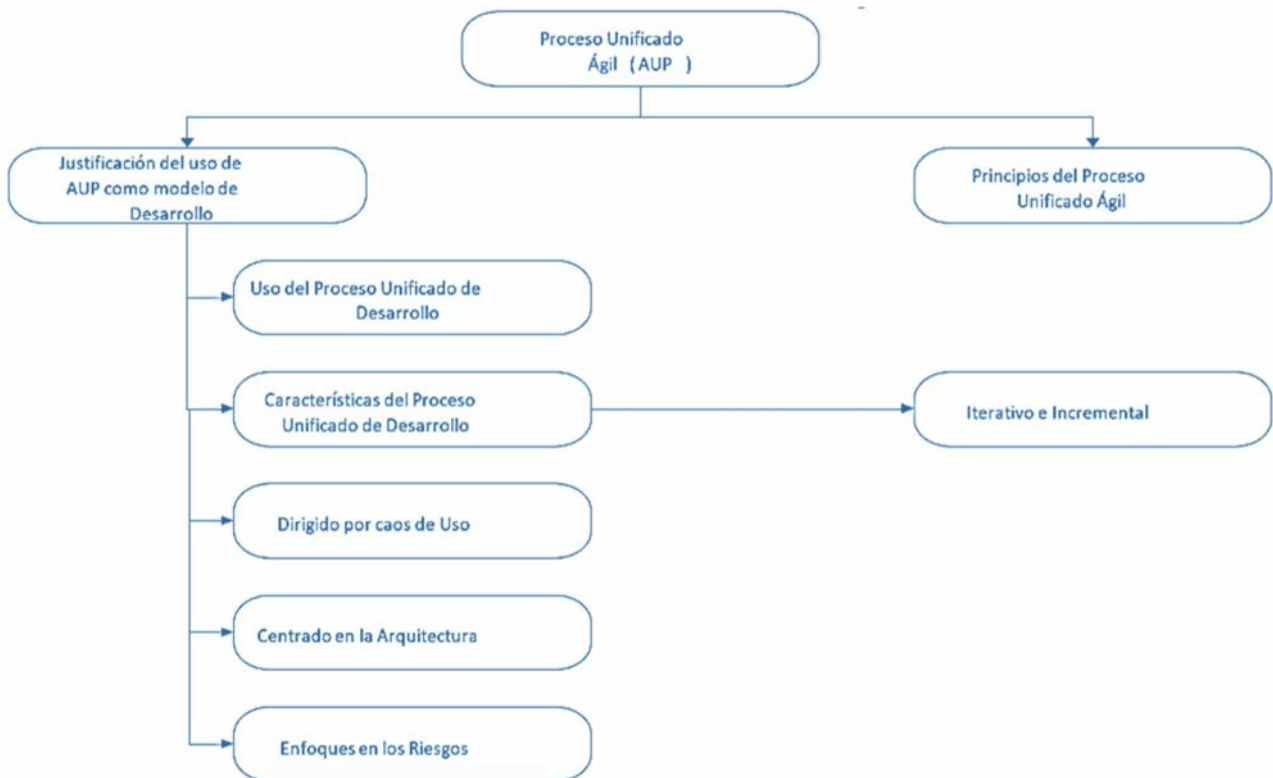 Proceso Unificado
Ágil ( AUP )
Justificación del uso de
AUP como modelo de
Desarrollo
Principios del Proceso
Unificado Ágil
Uso del Proceso Unificado de
Desarrollo
Características del Proceso
Unificado de Desarrollo
Iterativo e Incremental
Dirigido por caos de Uso
Centrado en la Arquitectura
Enfoques en los Riesgos